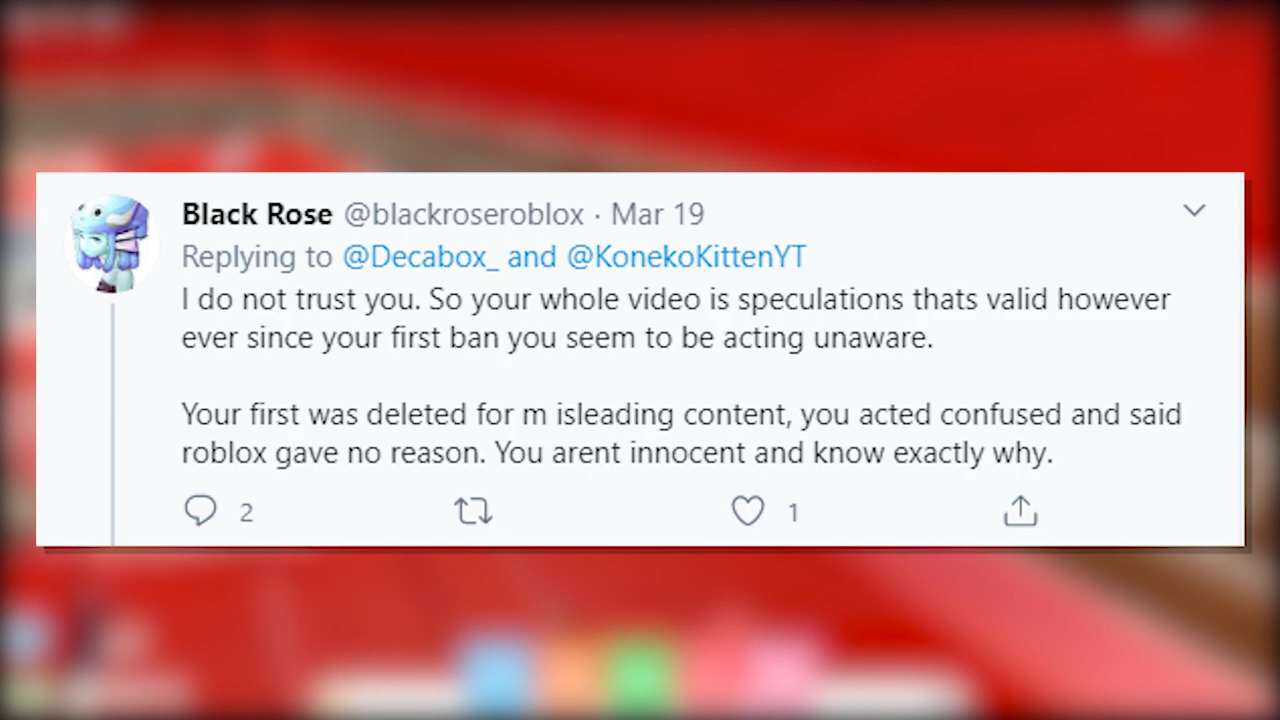 Black Rose @blackroseroblox · Mar 19
Replying to @Decabox_ and @KonekoKittenYT
I do not trust you. So your whole video is speculations thats valid however
ever since your first ban you seem to be acting unaware.
Your first was deleted for m isleading content, you acted confused and said
roblox gave no reason. You arent innocent and know exactly why.
2 1